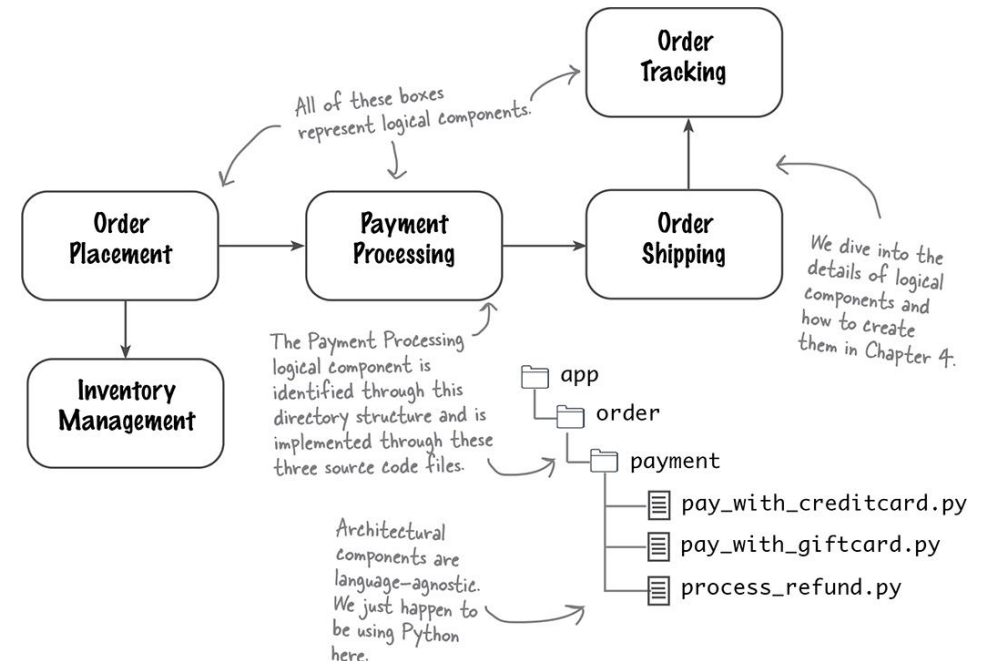 Order
Tracking
All of these boxes
represent logical components.
Order
Placement
Payment
Processing
Order
Shipping
We dive into the
details of logical
components and
how to create
them in Chapter 4.
Inventory
Management
The Payment Processing
logical component is
identified through this
directory structure and is
implemented through these
three source code files.
app
order
payment
pay_with_creditcard.py
pay_with_giftcard.py
process_refund.py
Architectural
components are
language-agnostic.
We just happen to
be using Python
here.